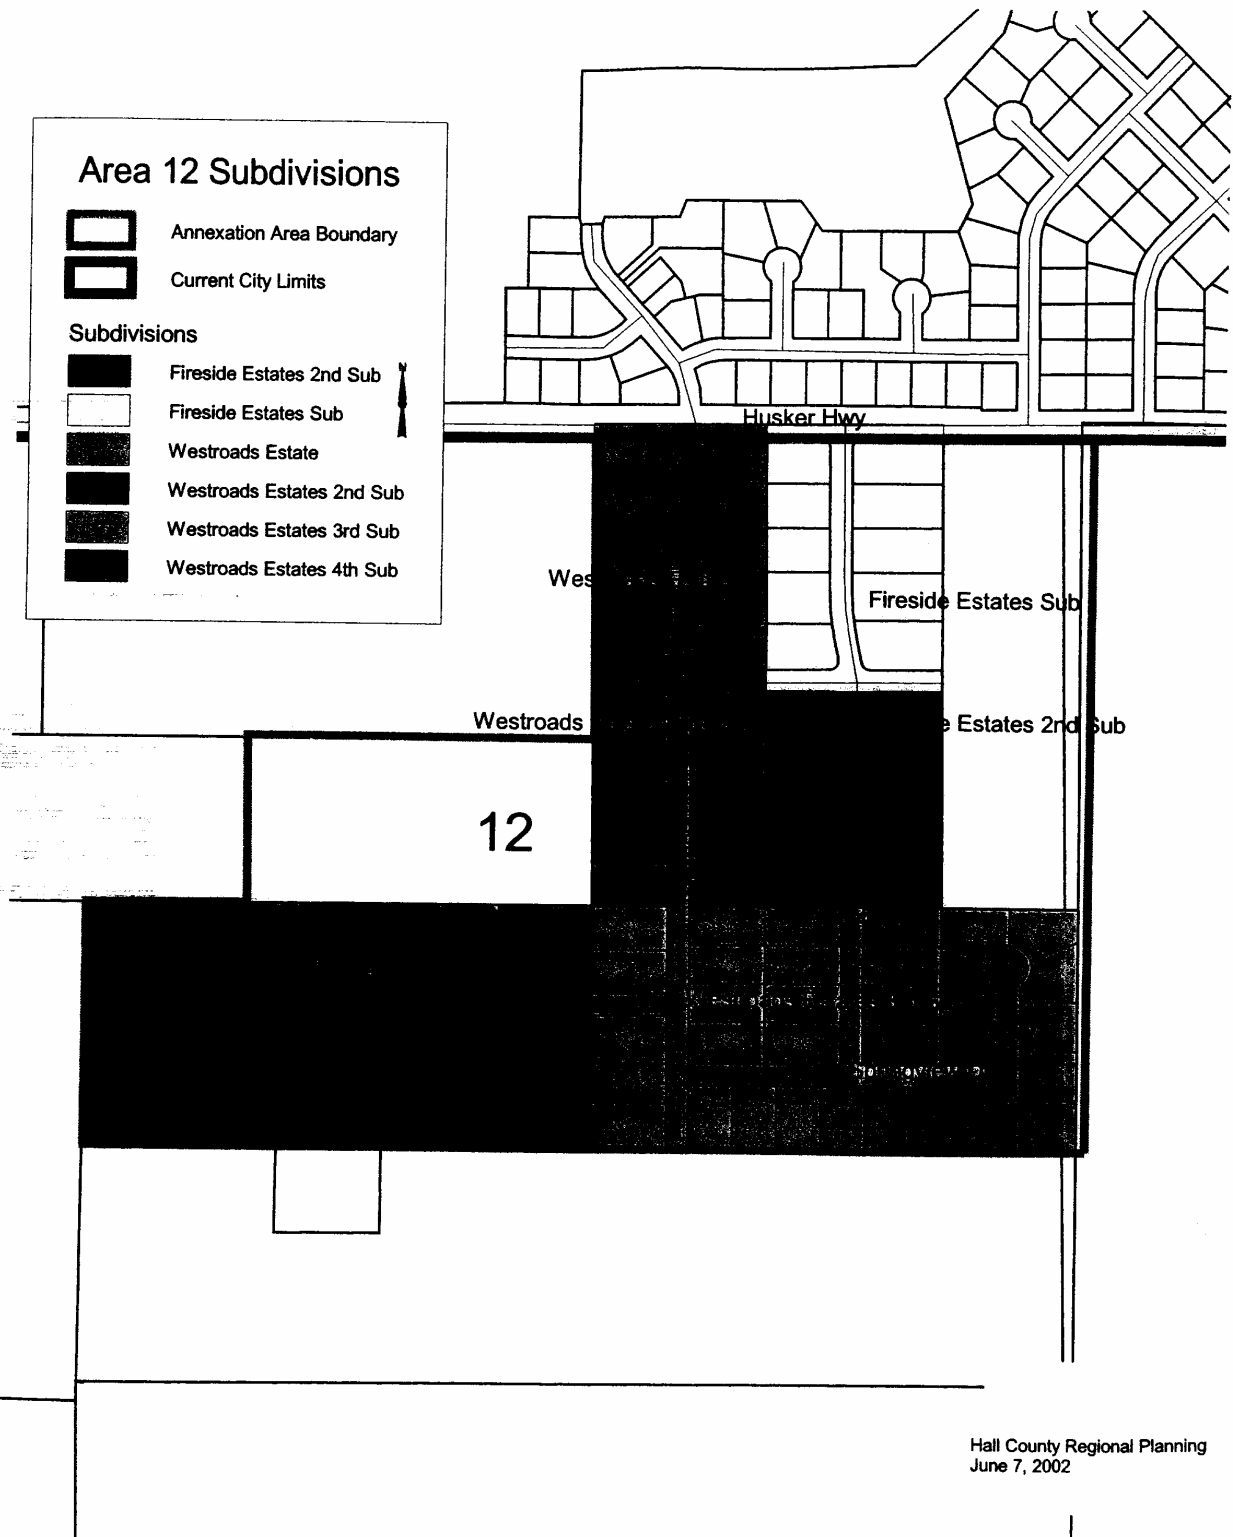 Area 12 Subdivisions
Annexation Area Boundary
Current City Limits
Subdivisions
Fireside Estates 2nd Sub
N
Fireside Estates Sub
Westroads Estate
Westroads Estates 2nd Sub
Westroads Estates 3rd Sub
Westroads Estates 4th Sub
Husker Hwy
Fireside Estates Sub
Westroads
Estates 2nd Sub
12
Hall County Regional Planning
June 7, 2002